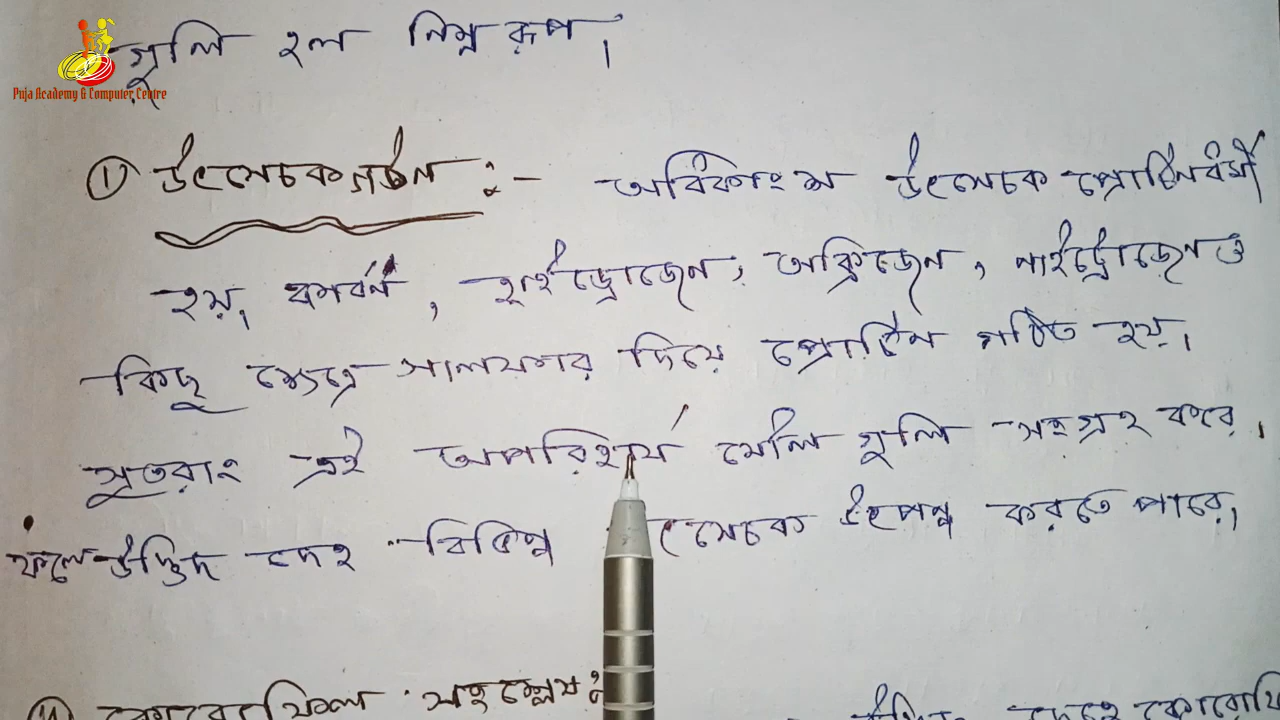 Puja Academy & Computer Centre
গুলি হল নিম্ন রূপ।
① উৎসেচক গঠন :- অধিকাংশ উৎসেচক প্রোটিনধর্মী
হয়। কার্বন, হাইড্রোজেন, অক্সিজেন, নাইট্রোজেন ও
কিছু ক্ষেত্রে সালফার দিয়ে প্রোটিন গঠিত হয়।
সুতরাং এই অপরিহার্য মৌল গুলি সংগ্রহ করে।
ফলে উদ্ভিদ দেহ বিভিন্ন উৎসেচক উৎপন্ন করতে পারে।
সংশ্লেষ :- দেহে